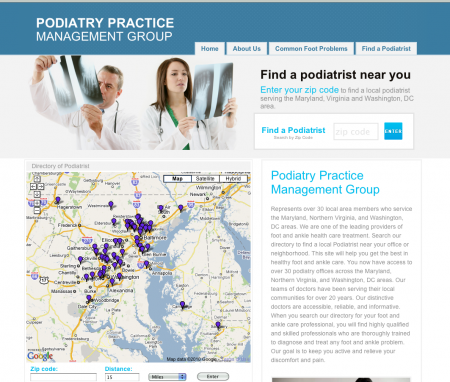 PODIATRY PRACTICE
MANAGEMENT GROUP
Home About Us Common Foot Problems Find a Podiatrist
Find a podiatrist near you
Enter your zip code to find a local podiatrist
serving the Maryland, Virginia and Washington, DC
area.
Find a Podiatrist
Search by Zip Code
zip code
ENTER
Directory of Podiatrist
Map Satellite Hybrid
Wilmington
Newark
Hagerstown
Frederick
Baltimore
Dover
Annapolis
Woodbridge
Fredericksburg
Salisbury
Google
Zip code:
Distance:
15
Miles
Enter
Podiatry Practice
Management Group
Represents over 30 local area members who service
the Maryland, Northern Virginia, and Washington,
DC areas. We are one of the leading providers of
foot and ankle health care treatment. Search our
directory to find a local Podiatrist near your office or
neighborhood. This site will help you get the best in
healthy foot and ankle care. You now have access to
over 30 podiatry offices across the Maryland,
Northern Virginia, and Washington, DC areas. Our
teams of doctors have been serving their local
communities for over 20 years. Our distinctive
doctors are accessible, reliable, and informative.
When you search our directory for your foot and
ankle care professional, you will find highly qualified
and skilled professionals who are thoroughly trained
to diagnose and treat any foot and ankle problem.
Our goal is to keep you active and relieve your
discomfort and pain.